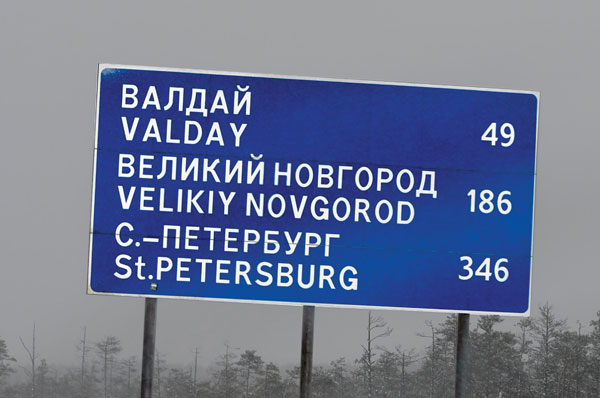 ВАЛДАЙ
VALDAY 49
ВЕЛИКИЙ НОВГОРОД
VELIKIY NOVGOROD 186
С.-ПЕТЕРБУРГ
St.PETERSBURG 346